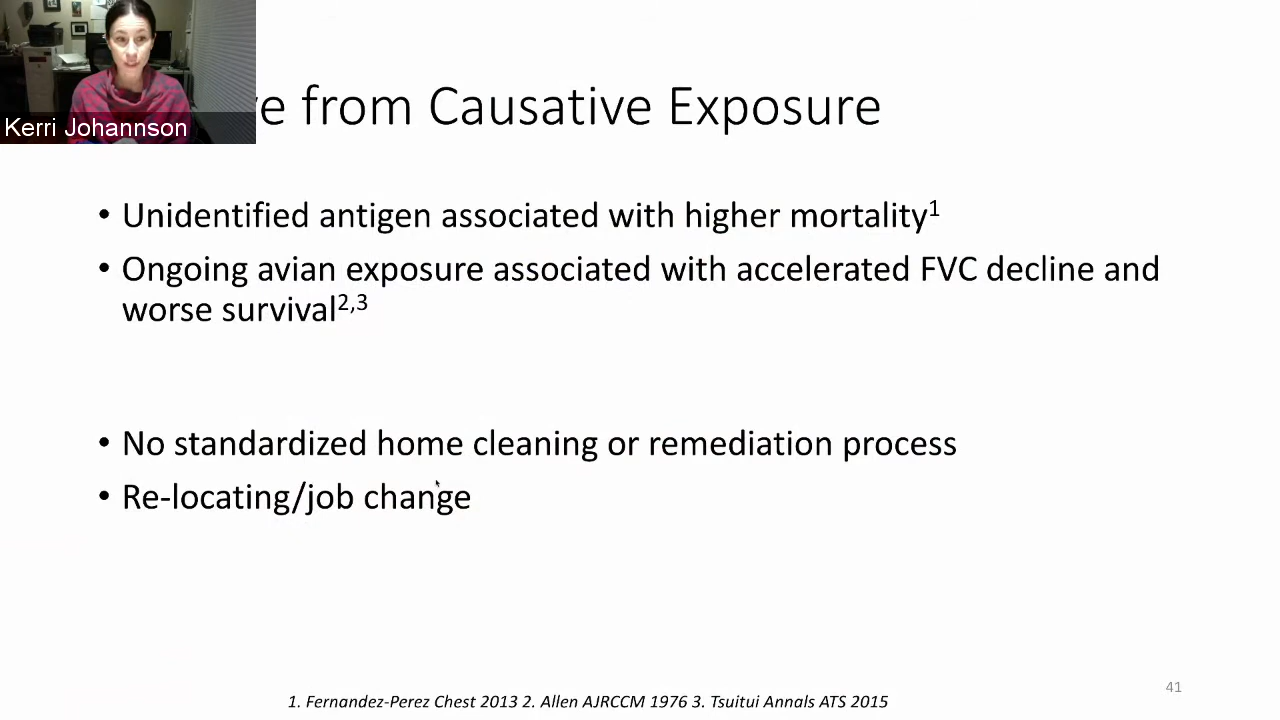 Kerri Johannson
from Causative Exposure
• Unidentified antigen associated with higher mortality1
• Ongoing avian exposure associated with accelerated FVC decline and
worse survival2,3
• No standardized home cleaning or remediation process
• Re-locating/job change
1. Fernandez-Perez Chest 2013 2. Allen AJRCCM 1976 3. Tsuitui Annals ATS 2015
41